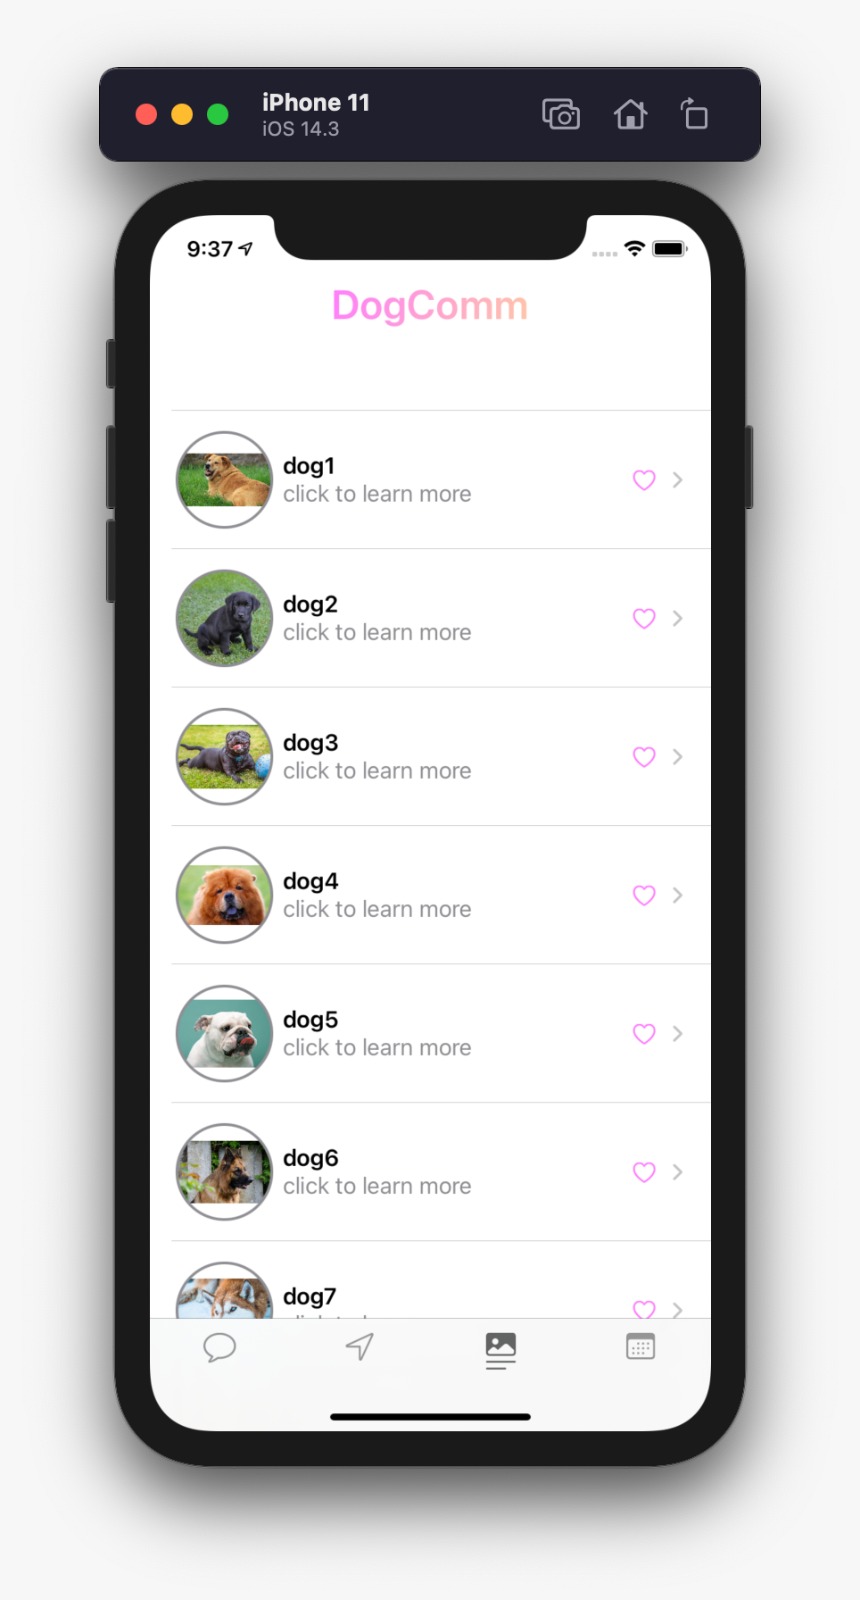 iPhone 11
iOS 14.3
9:37
DogComm
dog1
click to learn more
dog2
click to learn more
dog3
click to learn more
dog4
click to learn more
dog5
click to learn more
dog6
click to learn more
dog7